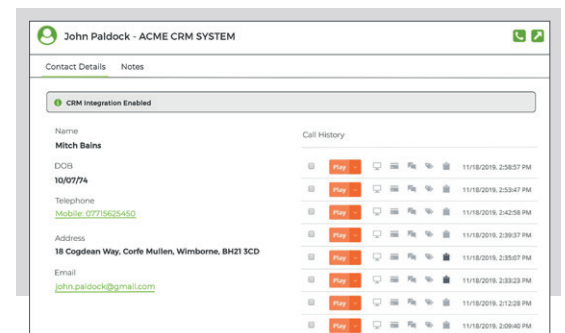 John Paldock - ACME CRM SYSTEM
Contact Details Notes
CRM Integration Enabled
Name
Mitch Bains
DOB
10/07/74
Telephone
Mobile: 07715625450
Address
18 Cogdean Way, Corfe Mullen, Wimborne, BH21 3CD
Email
john.paldock@gmail.com
Call History
Play 11/18/2019, 2:58:57 PM
Play 11/18/2019, 2:53:47 PM
Play 11/18/2019, 2:42:58 PM
Play 11/18/2019, 2:39:37 PM
Play 11/18/2019, 2:35:07 PM
Play 11/18/2019, 2:33:23 PM
Play 11/18/2019, 2:12:28 PM
Play 11/18/2019, 2:09:40 PM